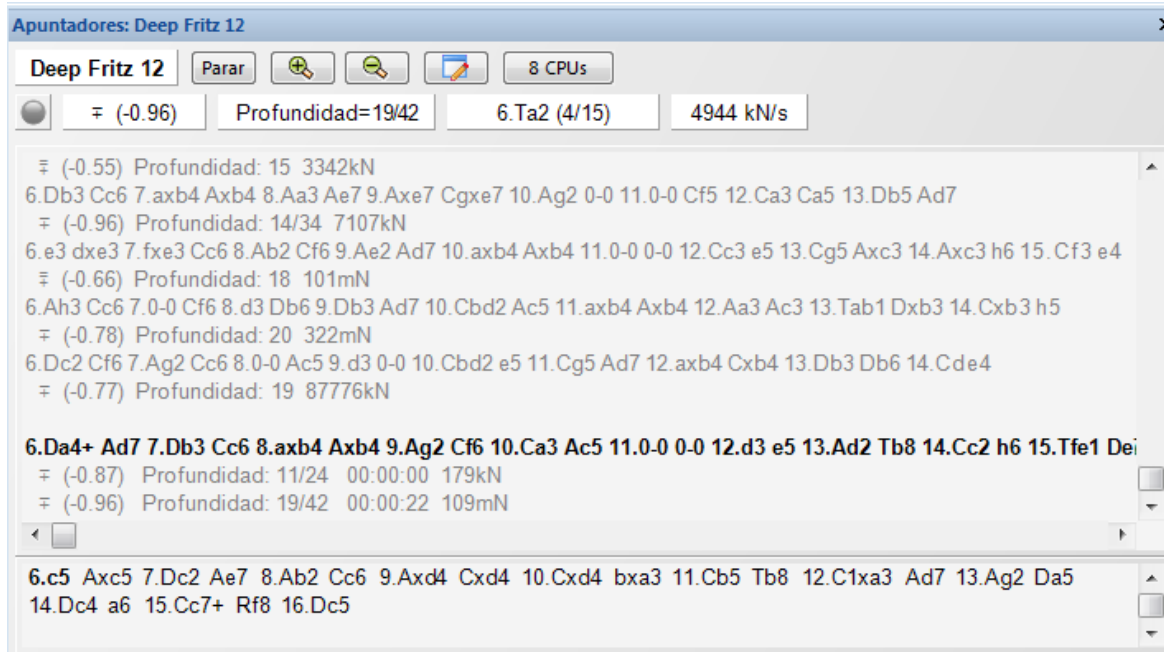 Apuntadores: Deep Fritz 12
Deep Fritz 12 Parar 8 CPUs
∓ (-0.96) Profundidad=19/42 6.Ta2 (4/15) 4944 kN/s
⩱ (-0.55) Profundidad: 15 3342kN
6.Db3 Cc6 7.axb4 Axb4 8.Aa3 Ae7 9.Axe7 Cgxe7 10.Ag2 0-0 11.0-0 Cf5 12.Ca3 Ca5 13.Db5 Ad7
∓ (-0.96) Profundidad: 14/34 7107kN
6.e3 dxe3 7.fxe3 Cc6 8.Ab2 Cf6 9.Ae2 Ad7 10.axb4 Axb4 11.0-0 0-0 12.Cc3 e5 13.Cg5 Axc3 14.Axc3 h6 15.Cf3 e4
⩱ (-0.66) Profundidad: 18 101mN
6.Ah3 Cc6 7.0-0 Cf6 8.d3 Db6 9.Db3 Ad7 10.Cbd2 Ac5 11.axb4 Axb4 12.Aa3 Ac3 13.Tab1 Dxb3 14.Cxb3 h5
∓ (-0.78) Profundidad: 20 322mN
6.Dc2 Cf6 7.Ag2 Cc6 8.0-0 Ac5 9.d3 0-0 10.Cbd2 e5 11.Cg5 Ad7 12.axb4 Cxb4 13.Db3 Db6 14.Cde4
∓ (-0.77) Profundidad: 19 87776kN
6.Da4+ Ad7 7.Db3 Cc6 8.axb4 Axb4 9.Ag2 Cf6 10.Ca3 Ac5 11.0-0 0-0 12.d3 e5 13.Ad2 Tb8 14.Cc2 h6 15.Tfe1
∓ (-0.87) Profundidad: 11/24 00:00:00 179kN
∓ (-0.96) Profundidad: 19/42 00:00:22 109mN
6.c5 Axc5 7.Dc2 Ae7 8.Ab2 Cc6 9.Axd4 Cxd4 10.Cxd4 bxa3 11.Cb5 Tb8 12.C1xa3 Ad7 13.Ag2 Da5
14.Dc4 a6 15.Cc7+ Rf8 16.Dc5